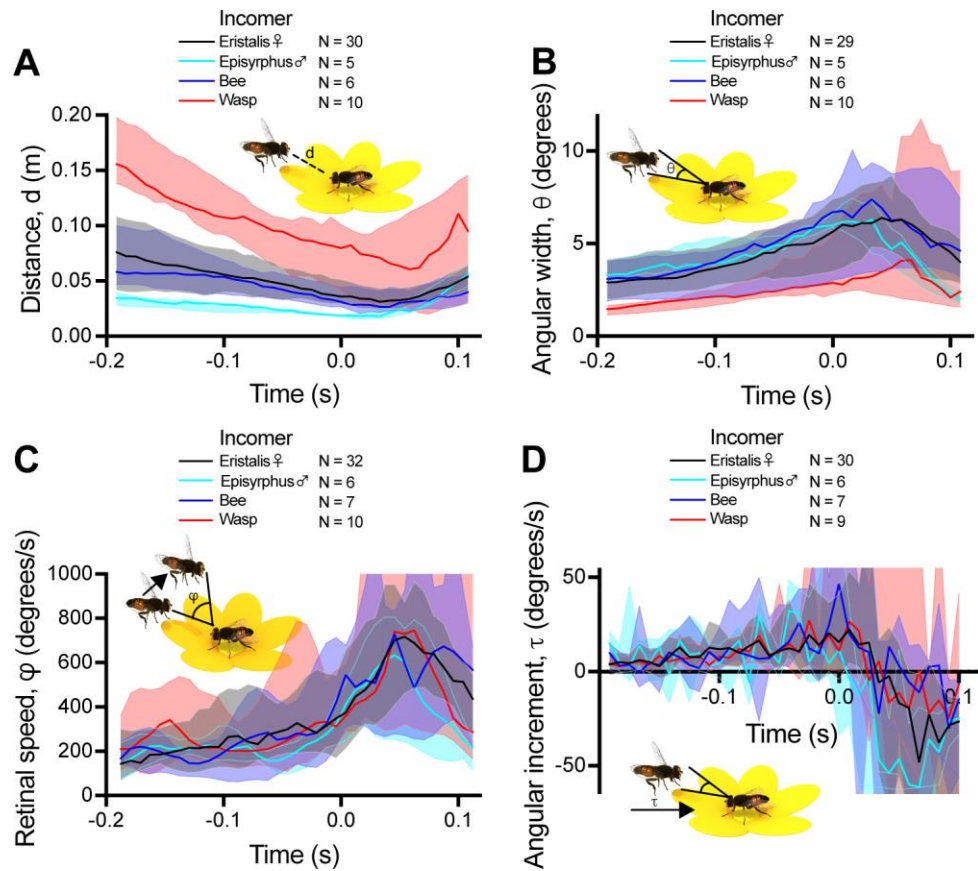 A
Incomer
Eristalis♀ N = 30
Episyrphus♂ N = 5
Bee N = 6
Wasp N = 10
Distance, d (m)
0.20
0.15
0.10
0.05
0.00
d
-0.2 -0.1 0.0 0.1
Time (s)
B
Incomer
Eristalis♀ N = 29
Episyrphus♂ N = 5
Bee N = 6
Wasp N = 10
Angular width, θ (degrees)
10
5
0
θ
-0.2 -0.1 0.0 0.1
Time (s)
C
Incomer
Eristalis♀ N = 32
Episyrphus♂ N = 6
Bee N = 7
Wasp N = 10
Retinal speed, φ (degrees/s)
1000
800
600
400
200
0
φ
-0.2 -0.1 0.0 0.1
Time (s)
D
Incomer
Eristalis♀ N = 30
Episyrphus♂ N = 6
Bee N = 7
Wasp N = 9
Angular increment, τ (degrees/s)
50
0
-50
-0.1 0.0
Time (s)
τ